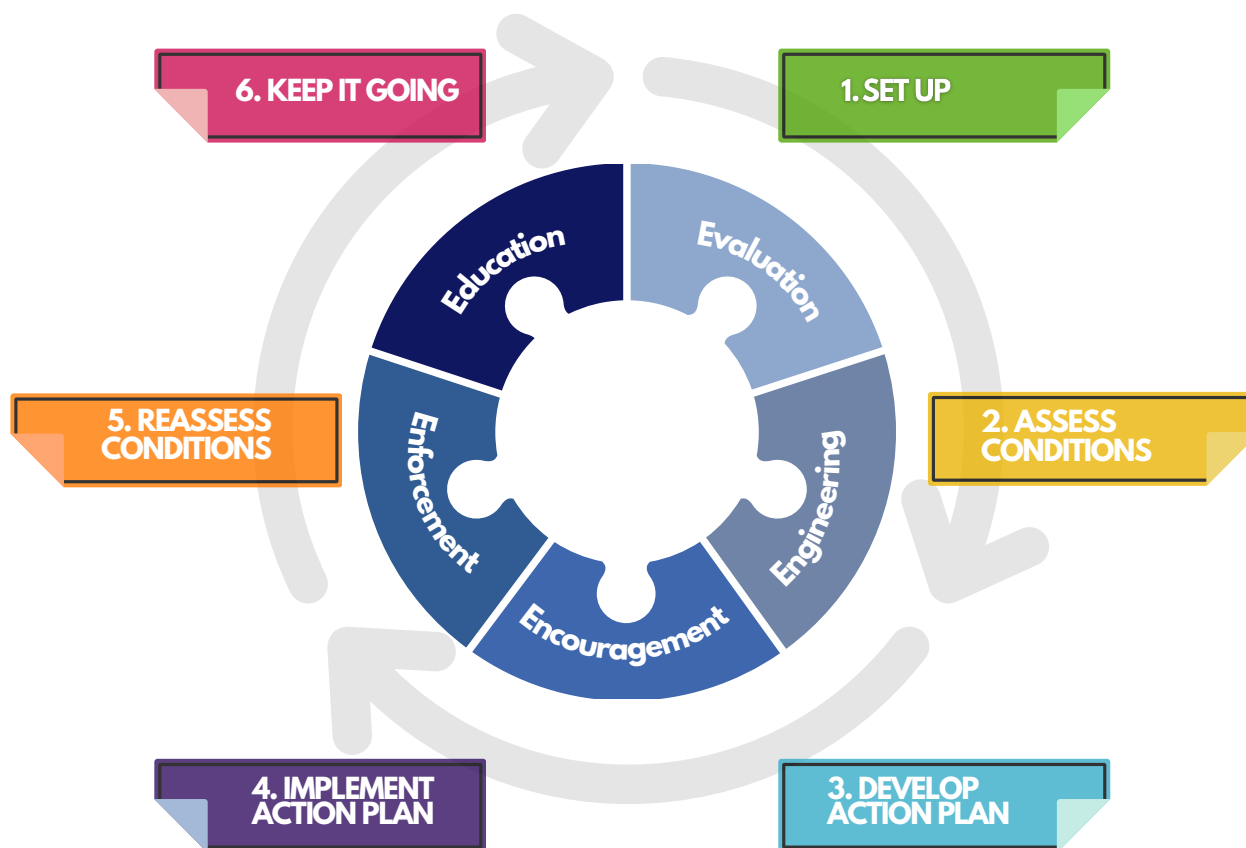 1. SET UP
2. ASSESS
CONDITIONS
3. DEVELOP
ACTION PLAN
4. IMPLEMENT
ACTION PLAN
5. REASSESS
CONDITIONS
6. KEEP IT GOING
Evaluation
Engineering
Encouragement
Enforcement
Education